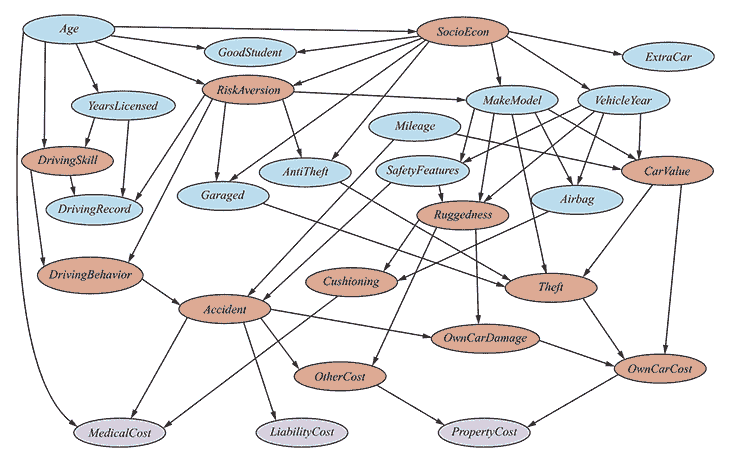 Age
SocioEcon
GoodStudent
ExtraCar
RiskAversion
YearsLicensed
MakeModel
VehicleYear
Mileage
DrivingSkill
AntiTheft
SafetyFeatures
CarValue
Garaged
Airbag
DrivingRecord
Ruggedness
DrivingBehavior
Cushioning
Theft
Accident
OwnCarDamage
OtherCost
OwnCarCost
MedicalCost
LiabilityCost
PropertyCost